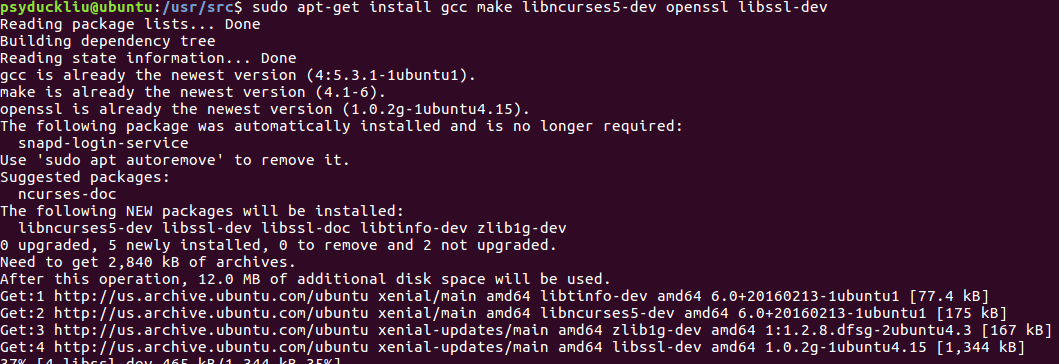 psyduckliu@ubuntu:/usr/src$ sudo apt-get install gcc make libncurses5-dev openssl libssl-dev
Reading package lists... Done
Building dependency tree
Reading state information... Done
gcc is already the newest version (4:5.3.1-1ubuntu1).
make is already the newest version (4.1-6).
openssl is already the newest version (1.0.2g-1ubuntu4.15).
The following package was automatically installed and is no longer required:
  snapd-login-service
Use 'sudo apt autoremove' to remove it.
Suggested packages:
  ncurses-doc
The following NEW packages will be installed:
  libncurses5-dev libssl-dev libssl-doc libtinfo-dev zlib1g-dev
0 upgraded, 5 newly installed, 0 to remove and 2 not upgraded.
Need to get 2,840 kB of archives.
After this operation, 12.0 MB of additional disk space will be used.
Get:1 http://us.archive.ubuntu.com/ubuntu xenial/main amd64 libtinfo-dev amd64 6.0+20160213-1ubuntu1 [77.4 kB]
Get:2 http://us.archive.ubuntu.com/ubuntu xenial/main amd64 libncurses5-dev amd64 6.0+20160213-1ubuntu1 [175 kB]
Get:3 http://us.archive.ubuntu.com/ubuntu xenial-updates/main amd64 zlib1g-dev amd64 1:1.2.8.dfsg-2ubuntu4.3 [167 kB]
Get:4 http://us.archive.ubuntu.com/ubuntu xenial-updates/main amd64 libssl-dev amd64 1.0.2g-1ubuntu4.15 [1,344 kB]
37% [4 libssl-dev 465 kB/1,344 kB 35%]